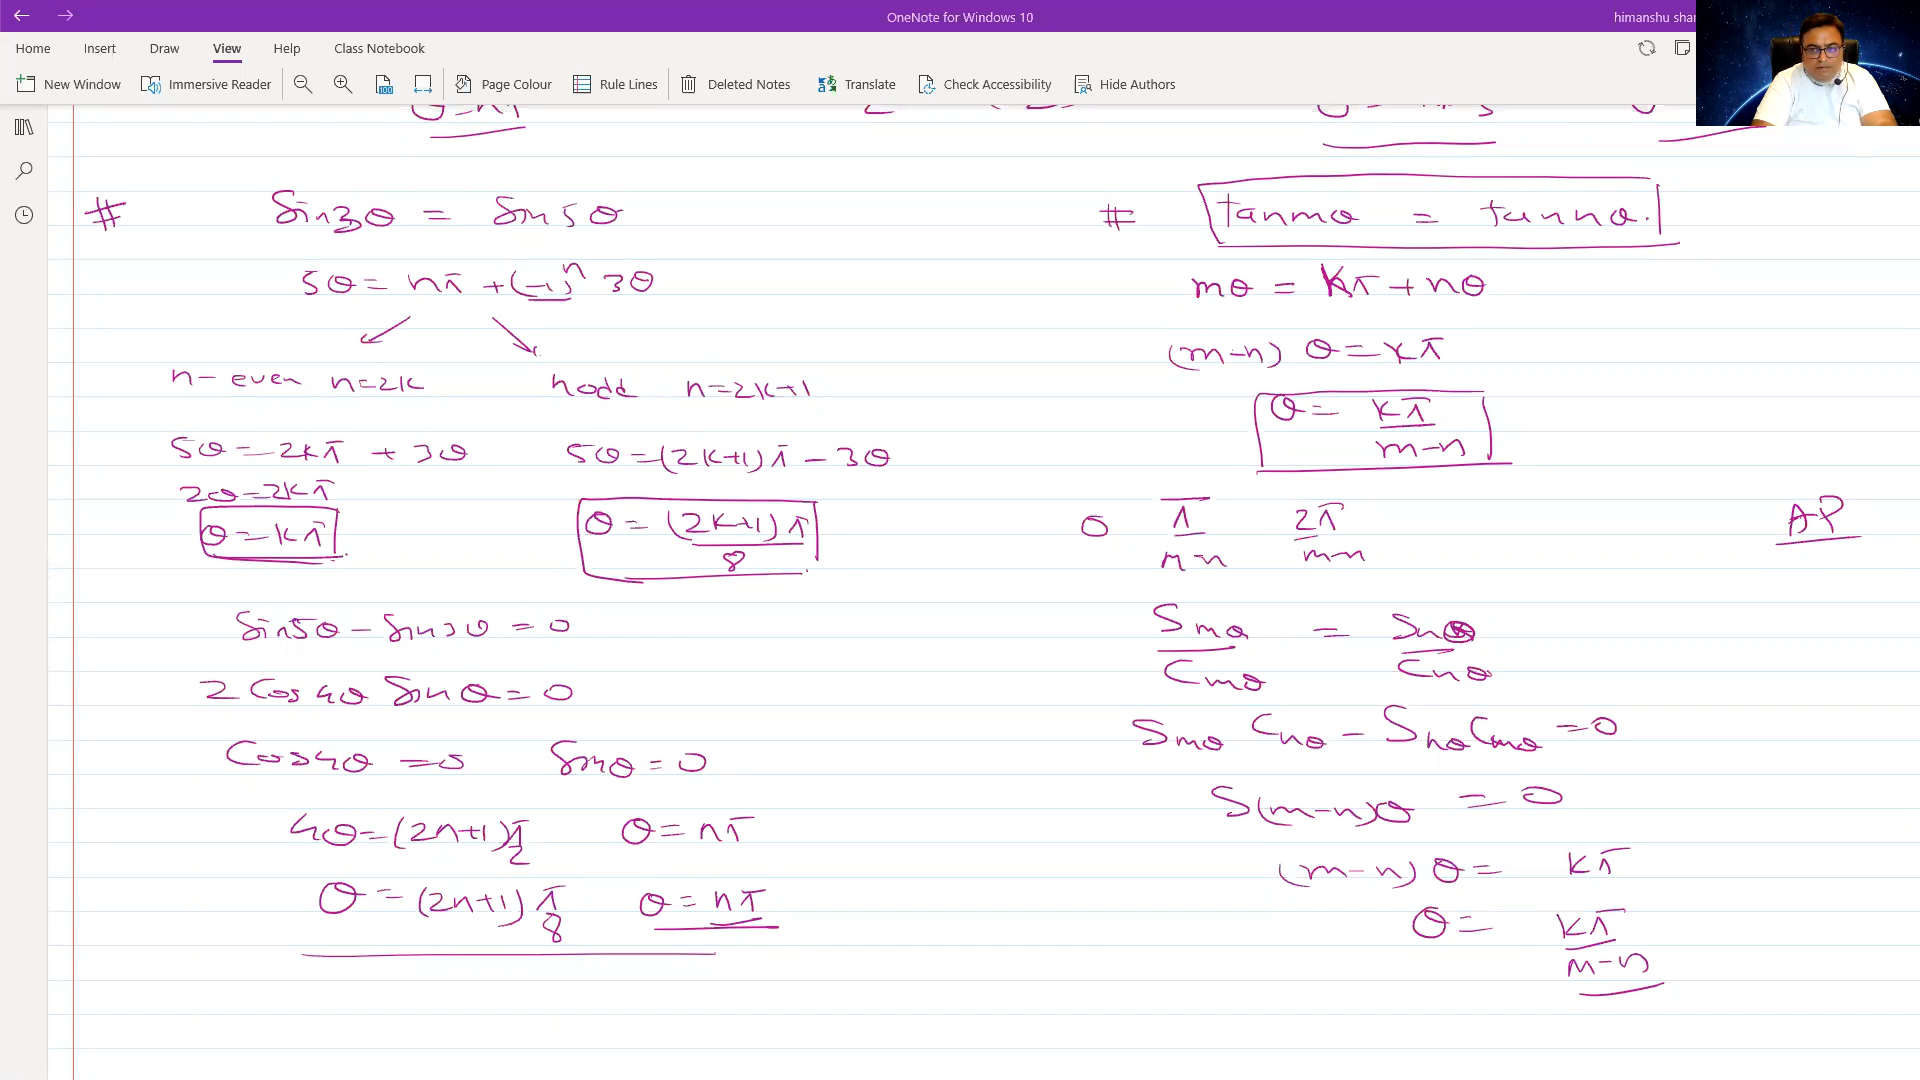 OneNote for Windows 10
himanshu shar
Home Insert Draw View Help Class Notebook
New Window Immersive Reader 100 Page Colour Rule Lines Deleted Notes Translate Check Accessibility Hide Authors
# Sin3θ = Sin5θ
5θ = nπ + (-1)^n 3θ
n-even n=2k
n odd n=2k+1
5θ = 2kπ + 3θ
5θ = (2k+1)π - 3θ
2θ = 2kπ
θ = kπ
θ = (2k+1)π/8
Sin5θ - Sin3θ = 0
2 Cos4θ Sinθ = 0
Cos4θ = 0 Sinθ = 0
4θ = (2n+1)π/2 θ = nπ
θ = (2n+1)π/8 θ = nπ
# tanmθ = tannθ.
mθ = kπ + nθ
(m-n) θ = kπ
θ = kπ/m-n
0 π/m-n 2π/m-n AP
Smθ/Cmθ = Snθ/Cnθ
Smθ Cnθ - Snθ Cmθ = 0
S(m-n)θ = 0
(m-n) θ = kπ
θ = kπ/m-n